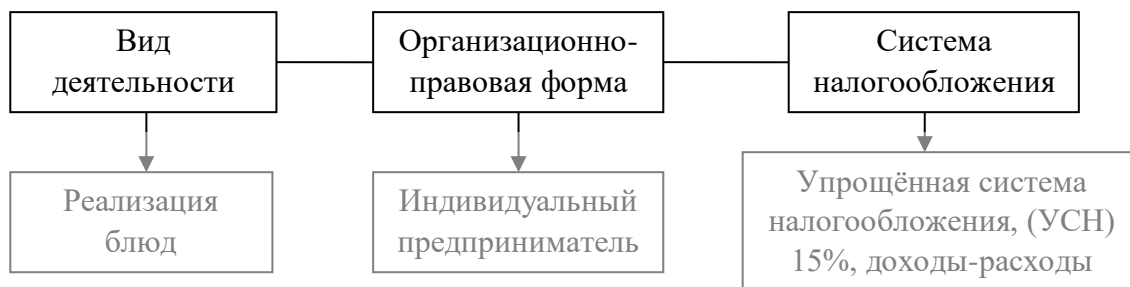 Вид
деятельности
Организационно-
правовая форма
Система
налогообложения
Реализация
блюд
Индивидуальный
предприниматель
Упрощённая система
налогообложения, (УСН)
15%, доходы-расходы